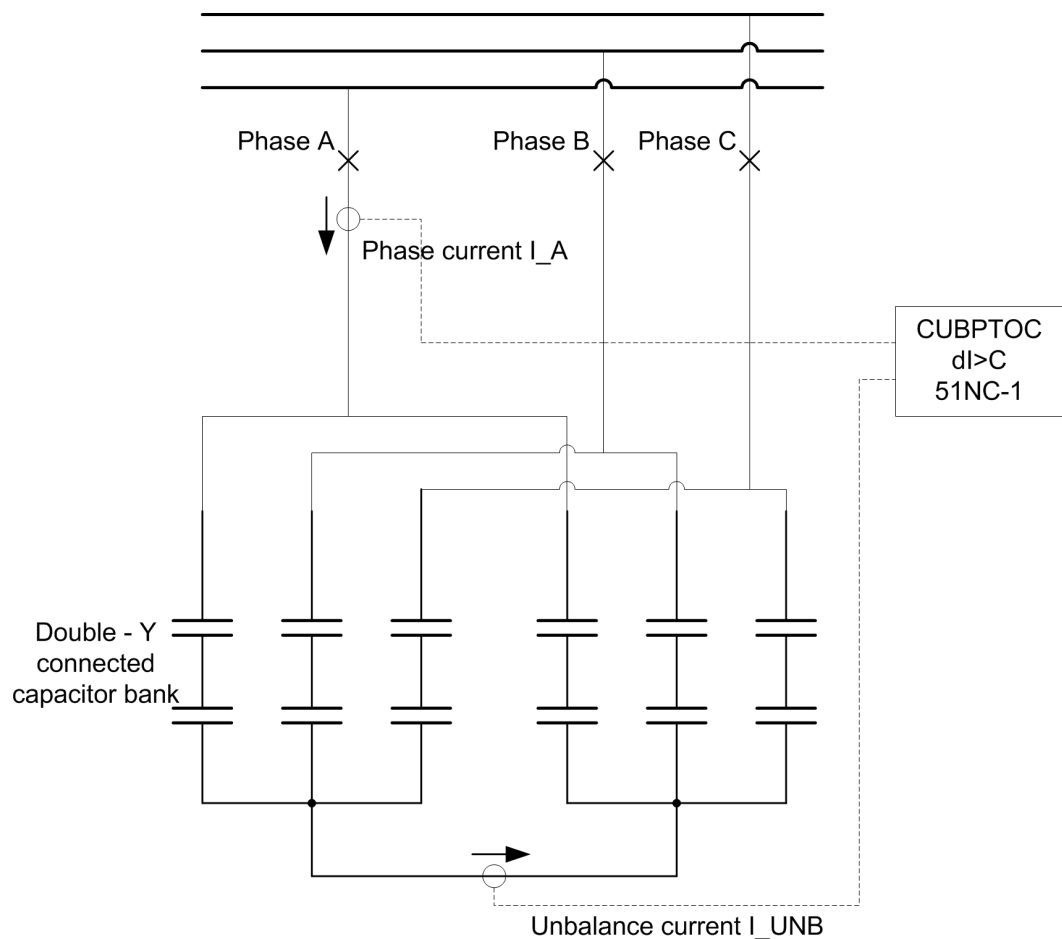 Phase A
Phase B
Phase C
Phase current I_A
CUBPTOC
dI>C
51NC-1
Double - Y
connected
capacitor bank
Unbalance current I_UNB